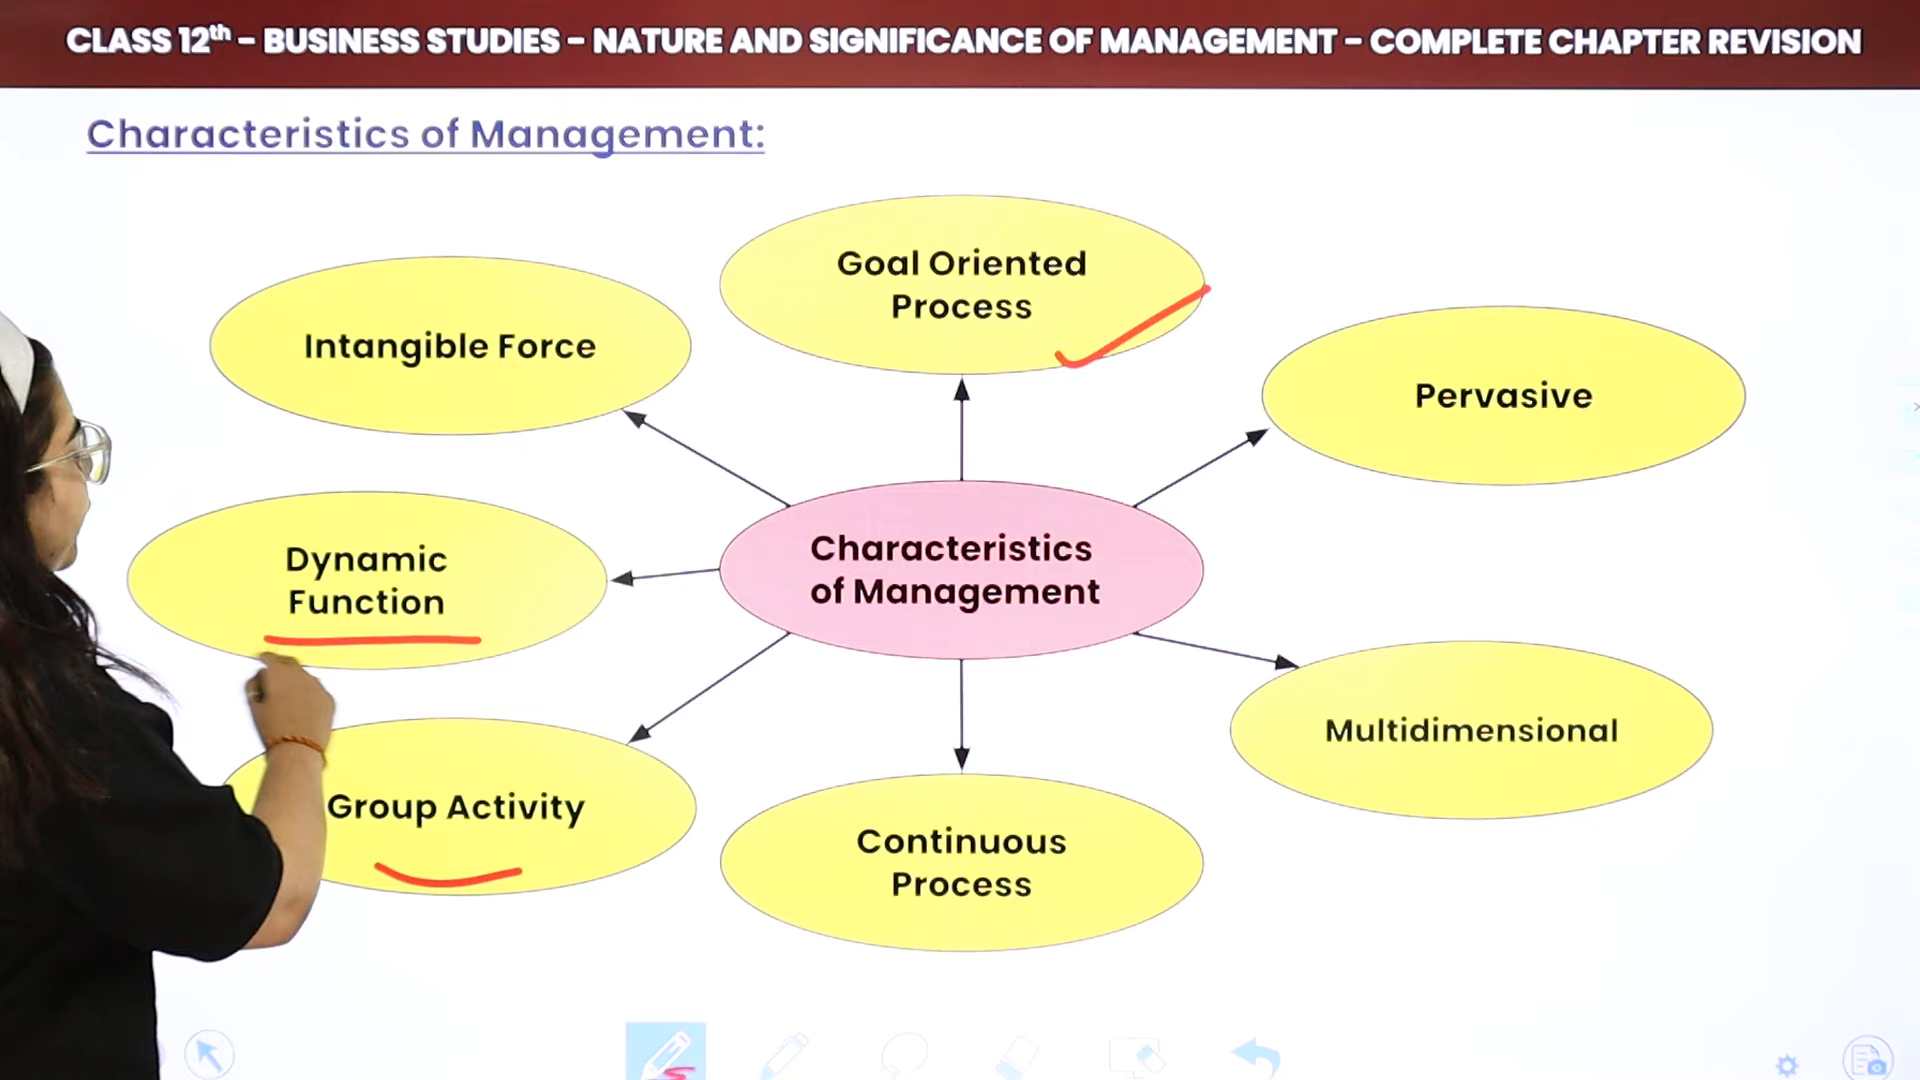 CLASS 12th - BUSINESS STUDIES - NATURE AND SIGNIFICANCE OF MANAGEMENT - COMPLETE CHAPTER REVISION
Characteristics of Management:
Goal Oriented
Process
Intangible Force
Pervasive
Dynamic
Function
Characteristics
of Management
Multidimensional
Group Activity
Continuous
Process